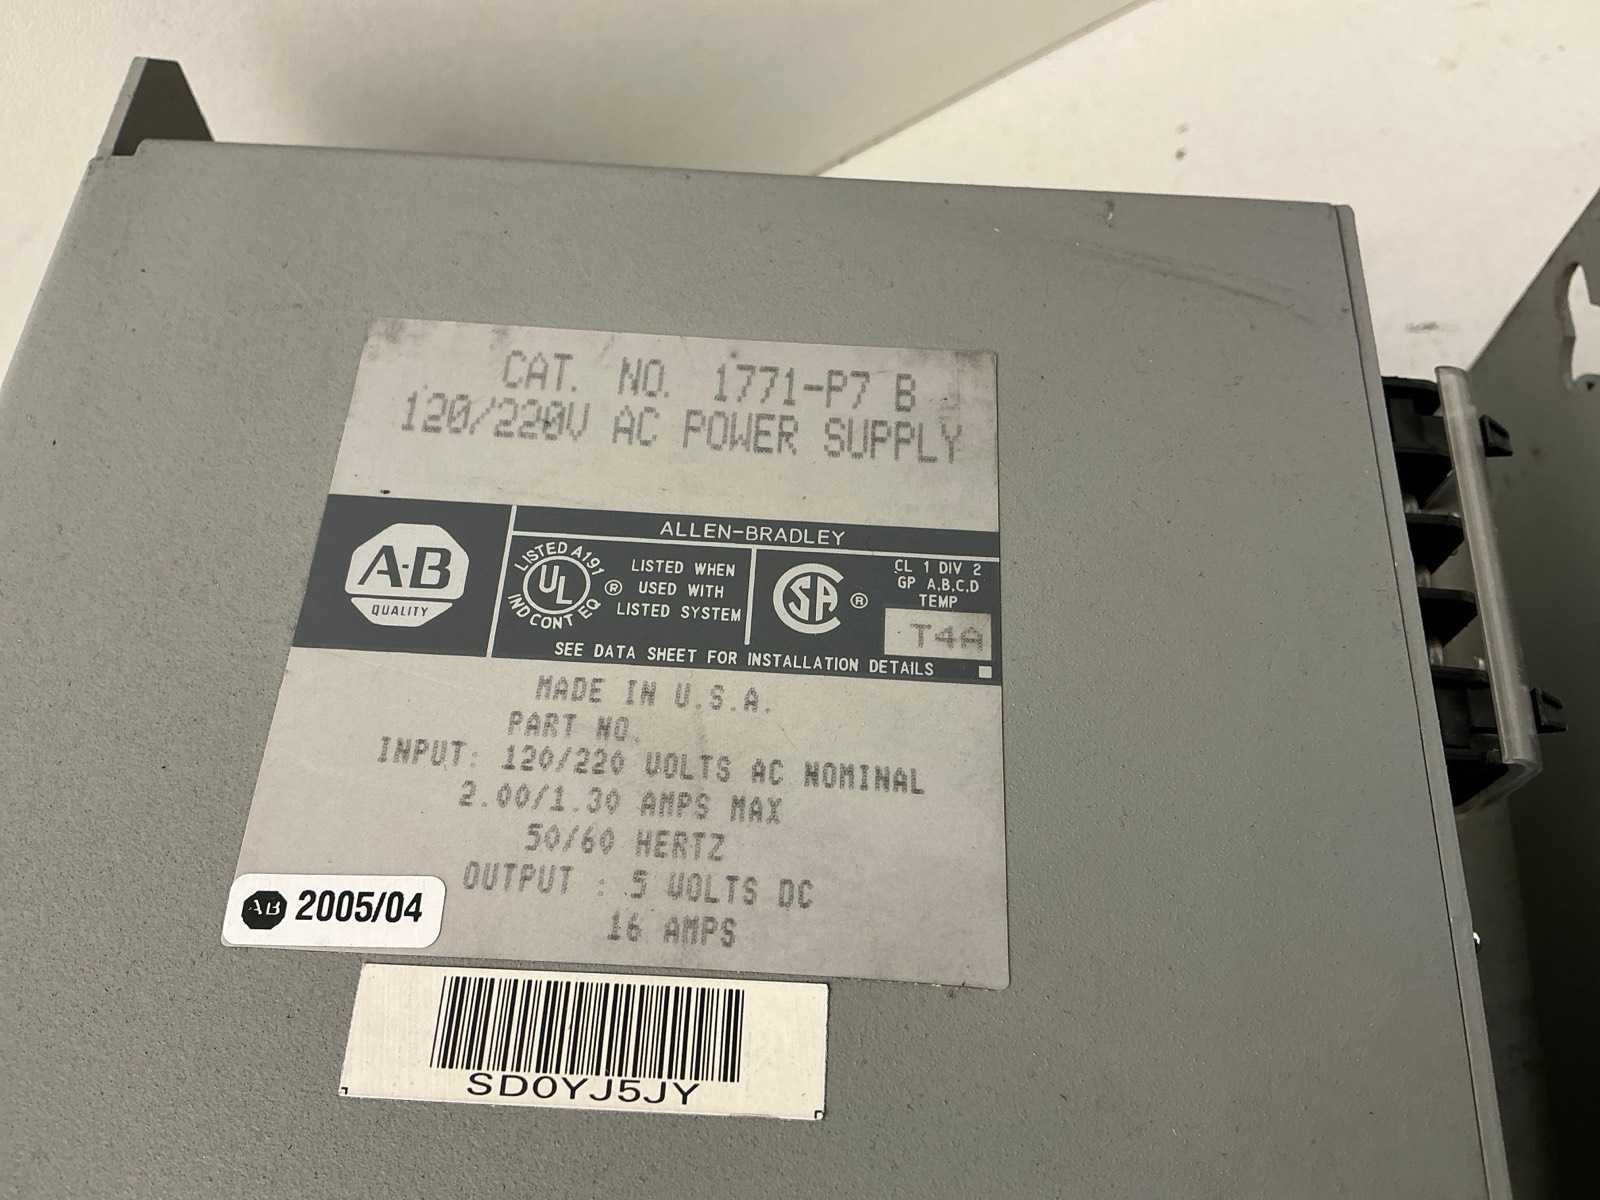 CAT. NO. 1771-P7 B
120/220V AC POWER SUPPLY
ALLEN-BRADLEY
A-B
QUALITY
LISTED A191
UL
IND CONT EQ
®
LISTED WHEN
USED WITH
LISTED SYSTEM
SA
®
CL 1 DIV 2
GP A,B,C,D
TEMP
T4A
SEE DATA SHEET FOR INSTALLATION DETAILS
MADE IN U.S.A.
PART NO.
INPUT: 120/220 VOLTS AC NOMINAL
2.00/1.30 AMPS MAX
50/60 HERTZ
OUTPUT : 5 VOLTS DC
16 AMPS
AB 2005/04
SD0YJ5JY